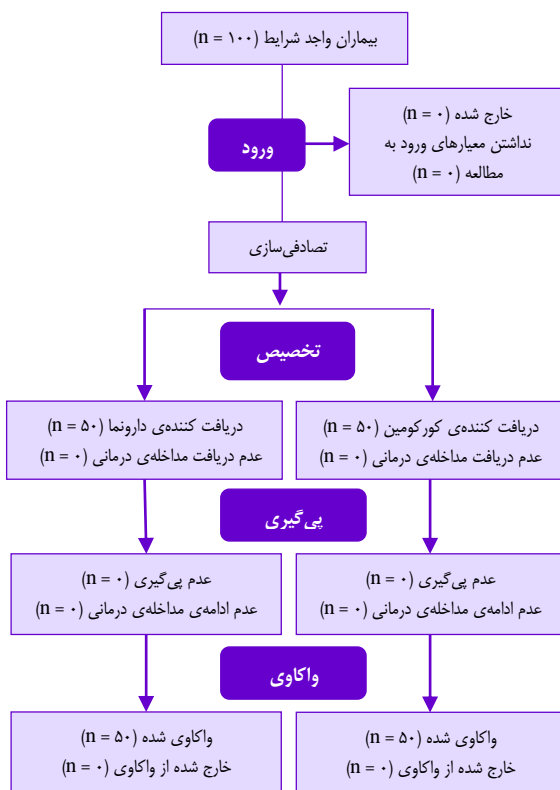 بیماران واجد شرایط (n = ۱۰۰)
خارج شده (n = ۰)
نداشتن معیارهای ورود به
مطالعه (n = ۰)
ورود
تصادفی‌سازی
تخصیص
دریافت کننده‌ی کورکومین (n = ۵۰)
عدم دریافت مداخله‌ی درمانی (n = ۰)
دریافت کننده‌ی دارونما (n = ۵۰)
عدم دریافت مداخله‌ی درمانی (n = ۰)
پی‌گیری
عدم پی‌گیری (n = ۰)
عدم ادامه‌ی مداخله‌ی درمانی (n = ۰)
عدم پی‌گیری (n = ۰)
عدم ادامه‌ی مداخله‌ی درمانی (n = ۰)
واکاوی
واکاوی شده (n = ۵۰)
خارج شده از واکاوی (n = ۰)
واکاوی شده (n = ۵۰)
خارج شده از واکاوی (n = ۰)